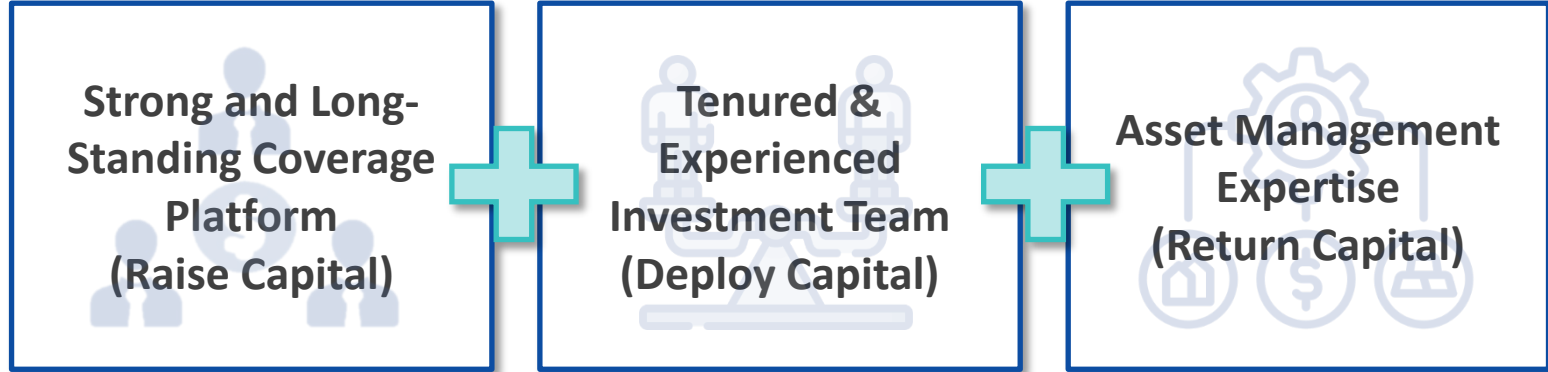 Strong and Long-
Standing Coverage
Platform
(Raise Capital)
Tenured &
Experienced
Investment Team
(Deploy Capital)
Asset Management
Expertise
(Return Capital)
$